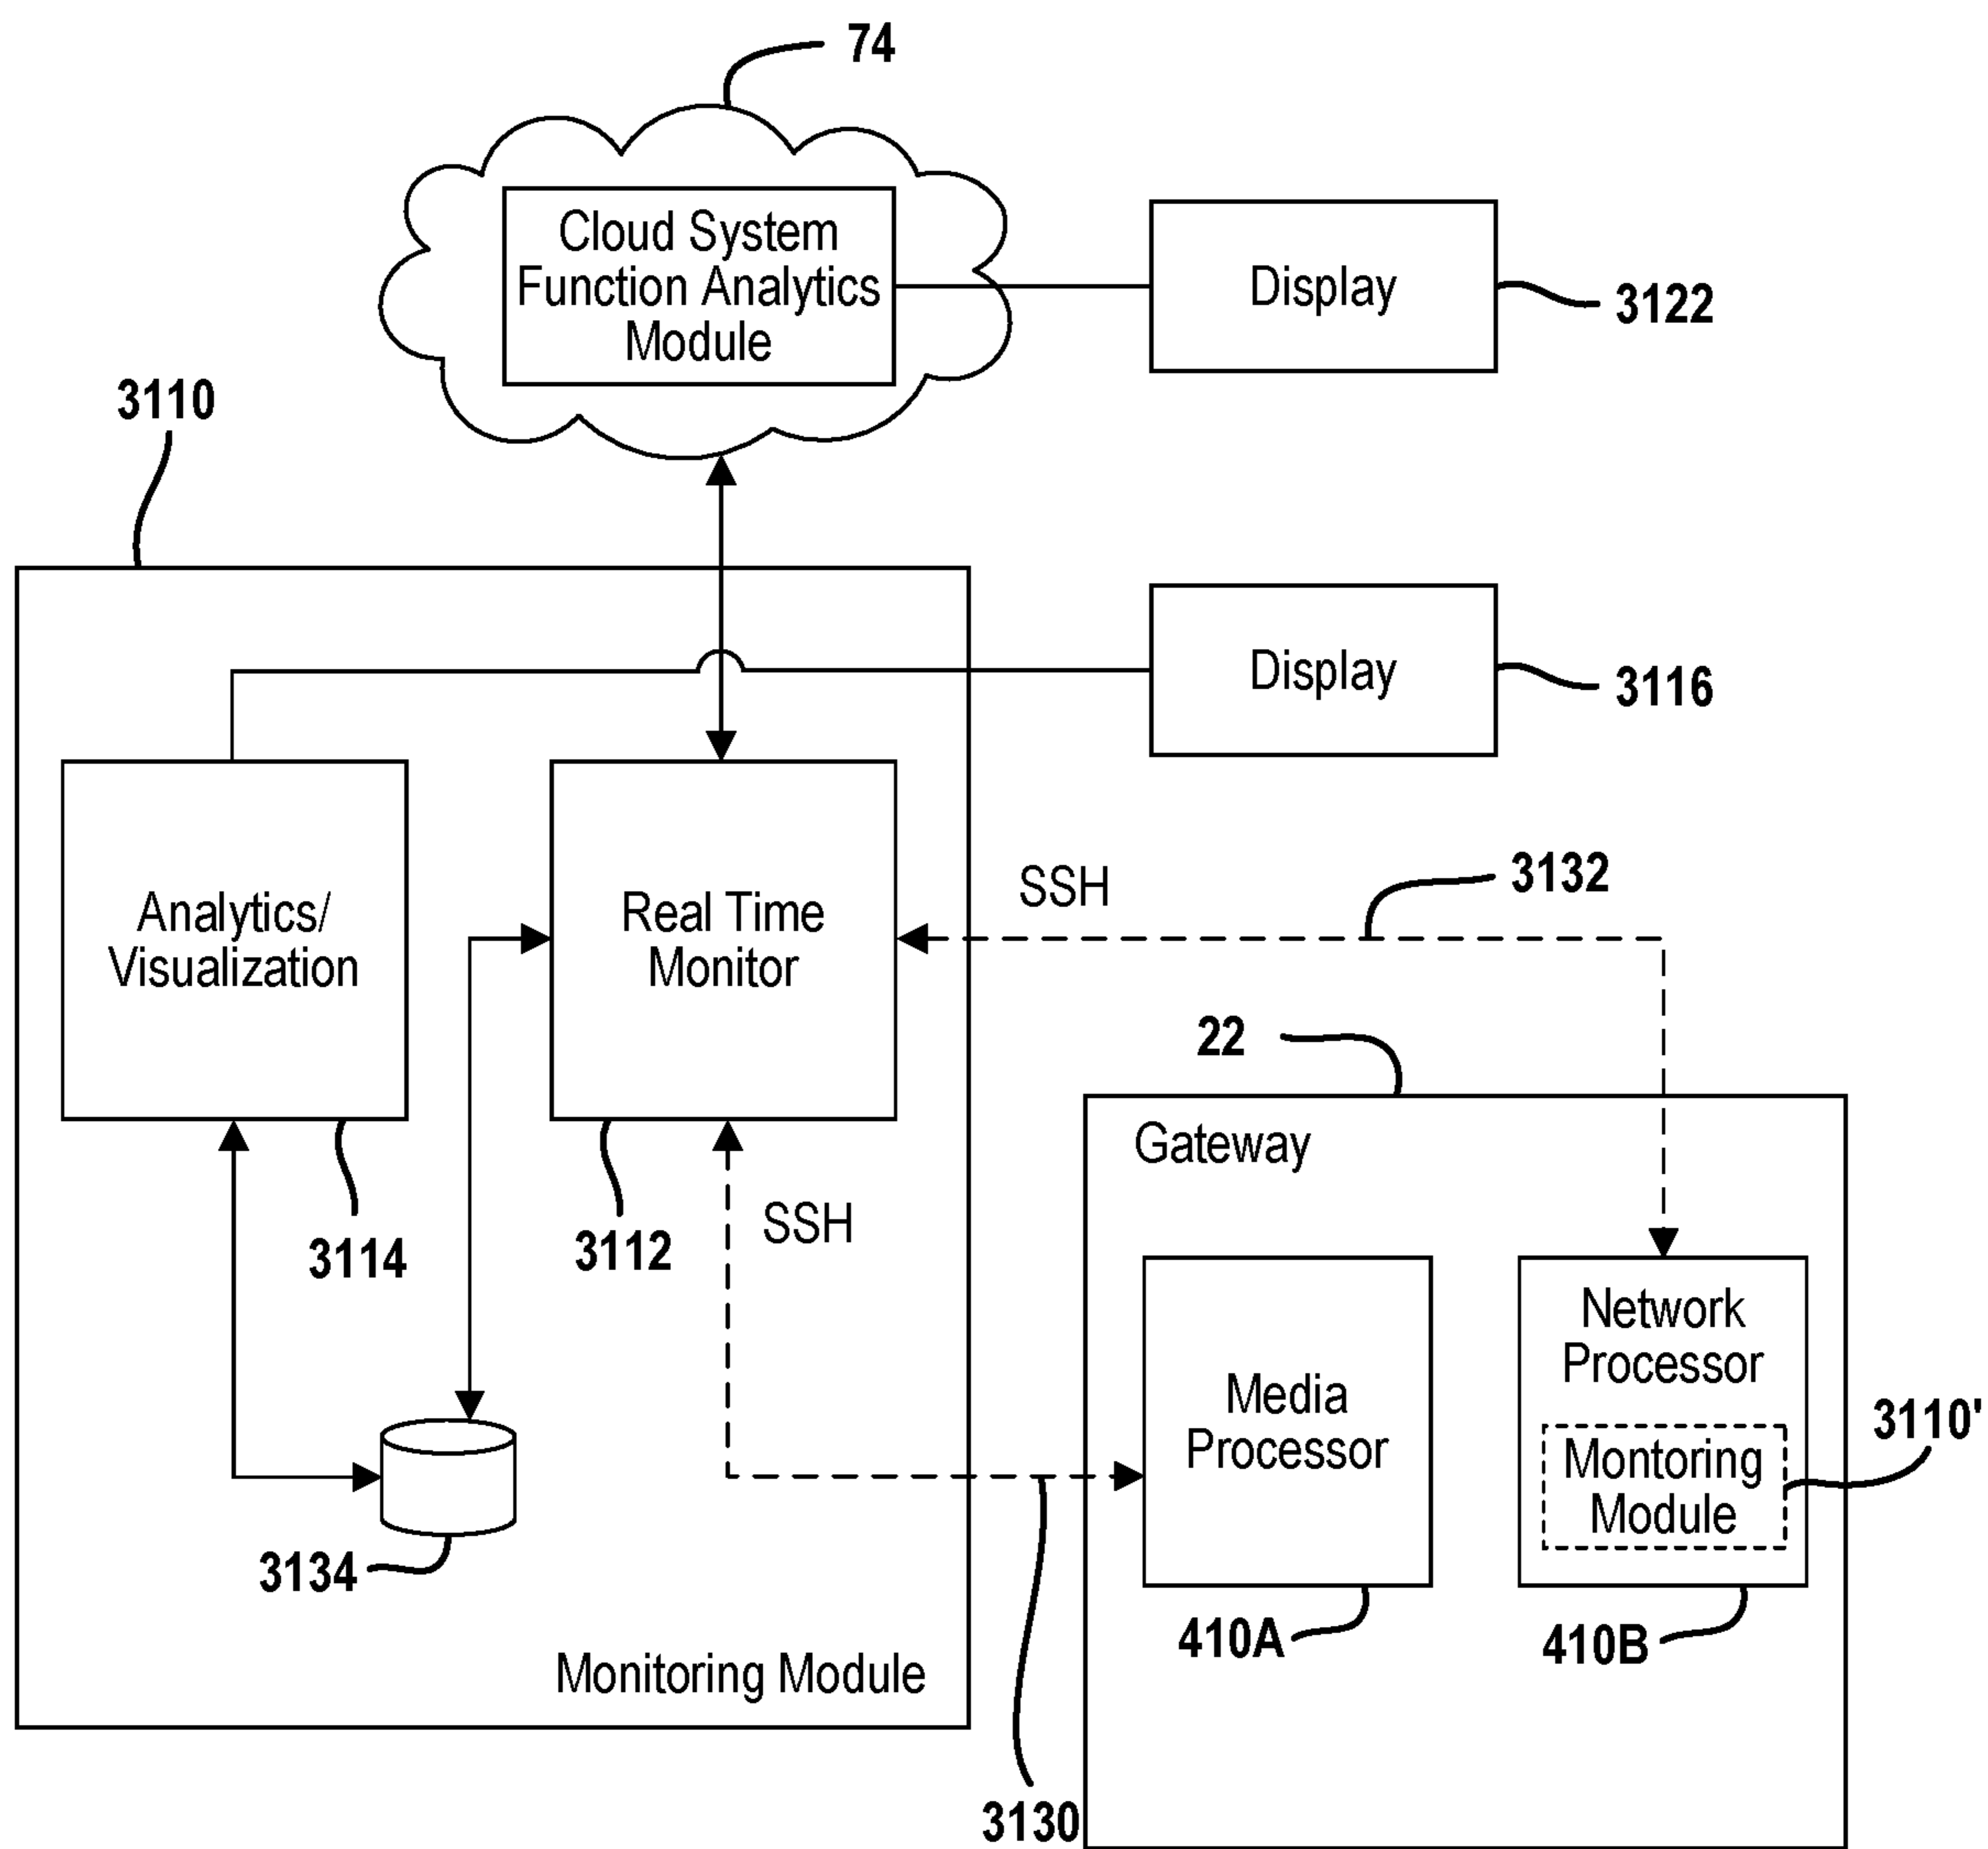 74
Cloud System
Function Analytics
Module
Display
3122
3110
Display
3116
Analytics/
Visualization
Real Time
Monitor
SSH
3132
22
Gateway
3114
3112
SSH
Media
Processor
Network
Processor
Montoring
Module
3110'
3134
410A
410B
Monitoring Module
3130